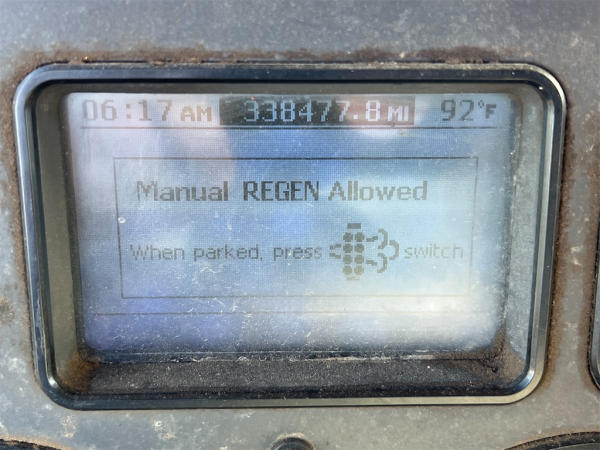 06:17 AM 338477.8 MI 92°F
Manual REGEN Allowed
When parked, press switch